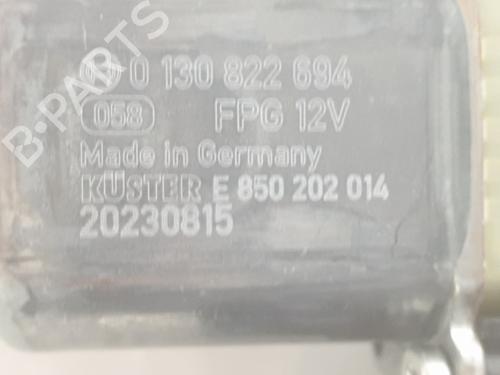 0 130 822 694
058 FPG 12V
Made in Germany
KÜSTER E 850 202 014
20230815
B-PARTS